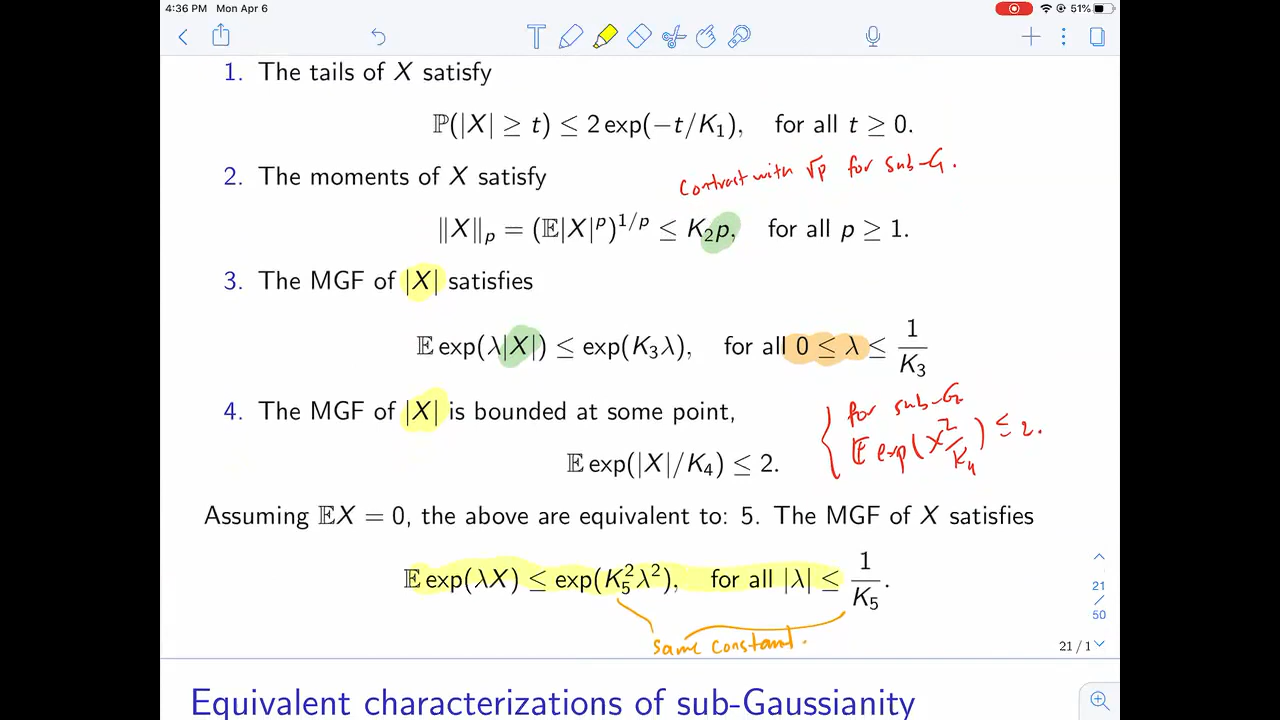 4:36 PM Mon Apr 6 51%
1. The tails of X satisfy
ℙ(|X| ≥ t) ≤ 2 exp(−t/K₁), for all t ≥ 0.
contrast with √p for sub-G.
2. The moments of X satisfy
‖X‖ₚ = (𝔼|X|ᵖ)^{1/p} ≤ K₂p, for all p ≥ 1.
3. The MGF of |X| satisfies
𝔼 exp(λ|X|) ≤ exp(K₃λ), for all 0 ≤ λ ≤ 1/K₃
4. The MGF of |X| is bounded at some point,
for sub-G
𝔼 exp(X²/K₄) ≤ 2.
𝔼 exp(|X|/K₄) ≤ 2.
Assuming 𝔼X = 0, the above are equivalent to: 5. The MGF of X satisfies
𝔼 exp(λX) ≤ exp(K₅²λ²), for all |λ| ≤ 1/K₅.
same constant.
21 / 50
21 / 1
Equivalent characterizations of sub-Gaussianity